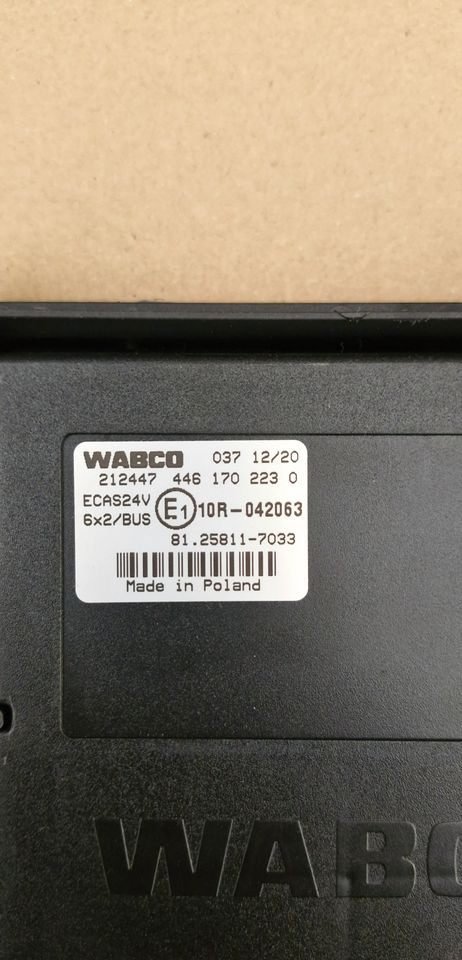 WABCO 037 12/20
212447 446 170 223 0
ECAS24V
6x2/BUS E1 10R-042063
81.25811-7033
Made in Poland
WABC